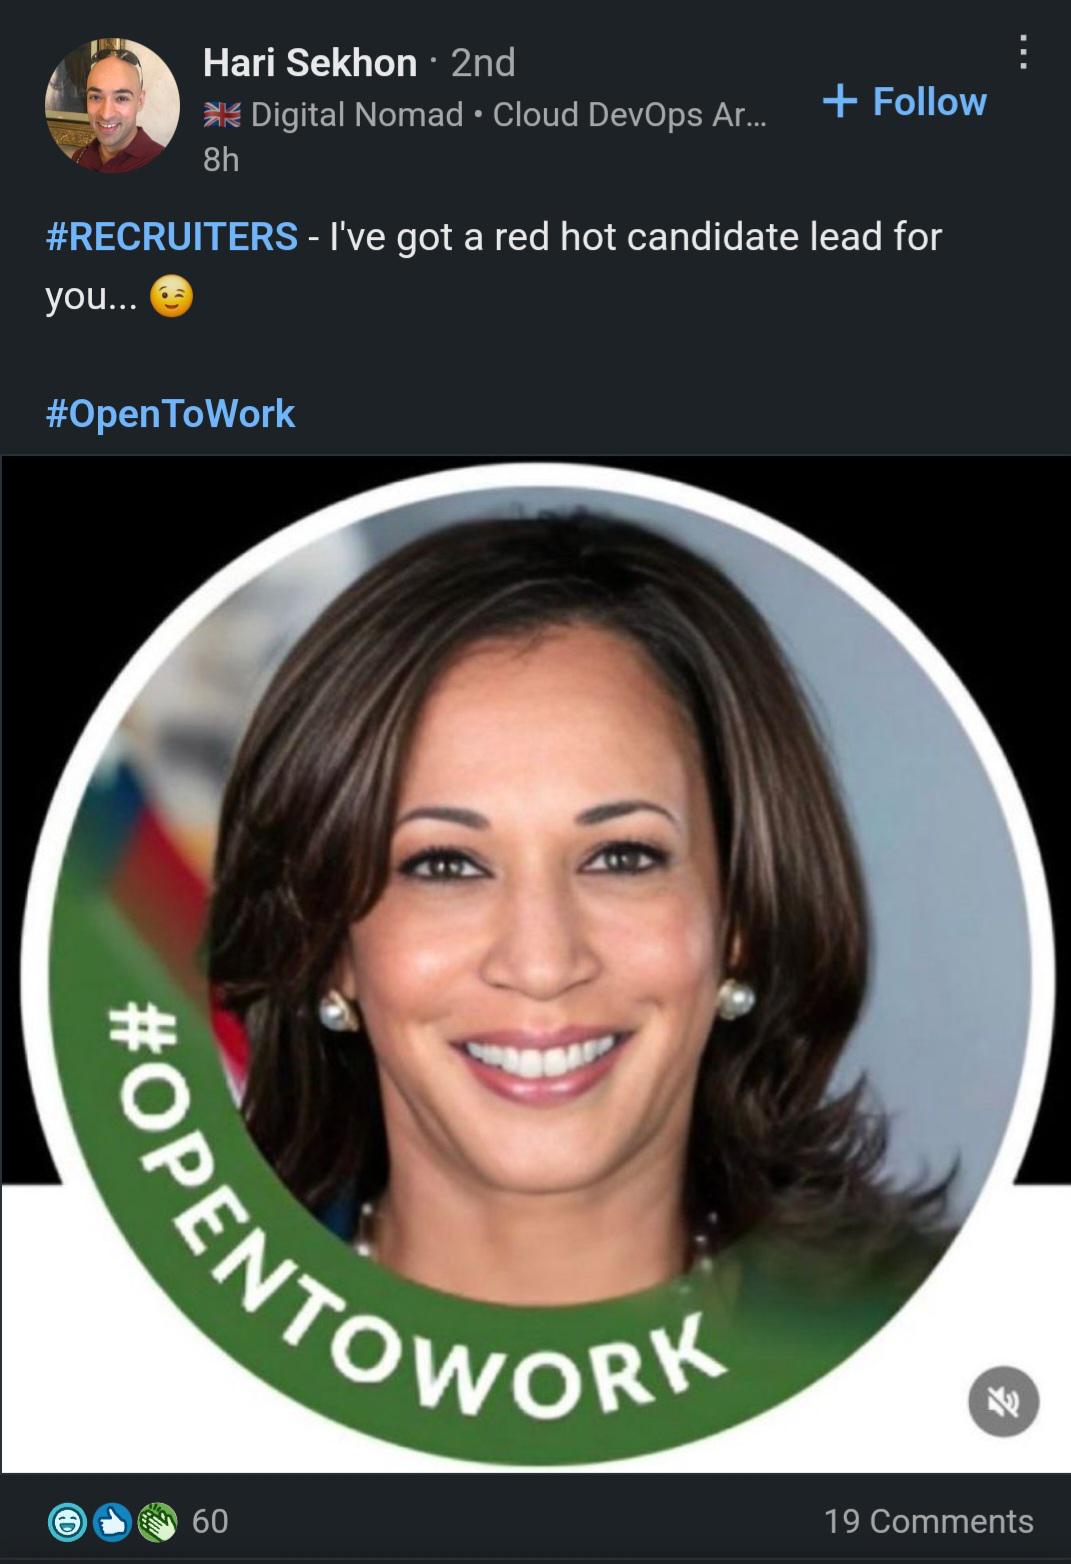 Hari Sekhon · 2nd
🇬🇧 Digital Nomad • Cloud DevOps Ar...
+ Follow
8h
#RECRUITERS - I've got a red hot candidate lead for
you... 😉
#OpenToWork
#OPENTOWORK
60
19 Comments